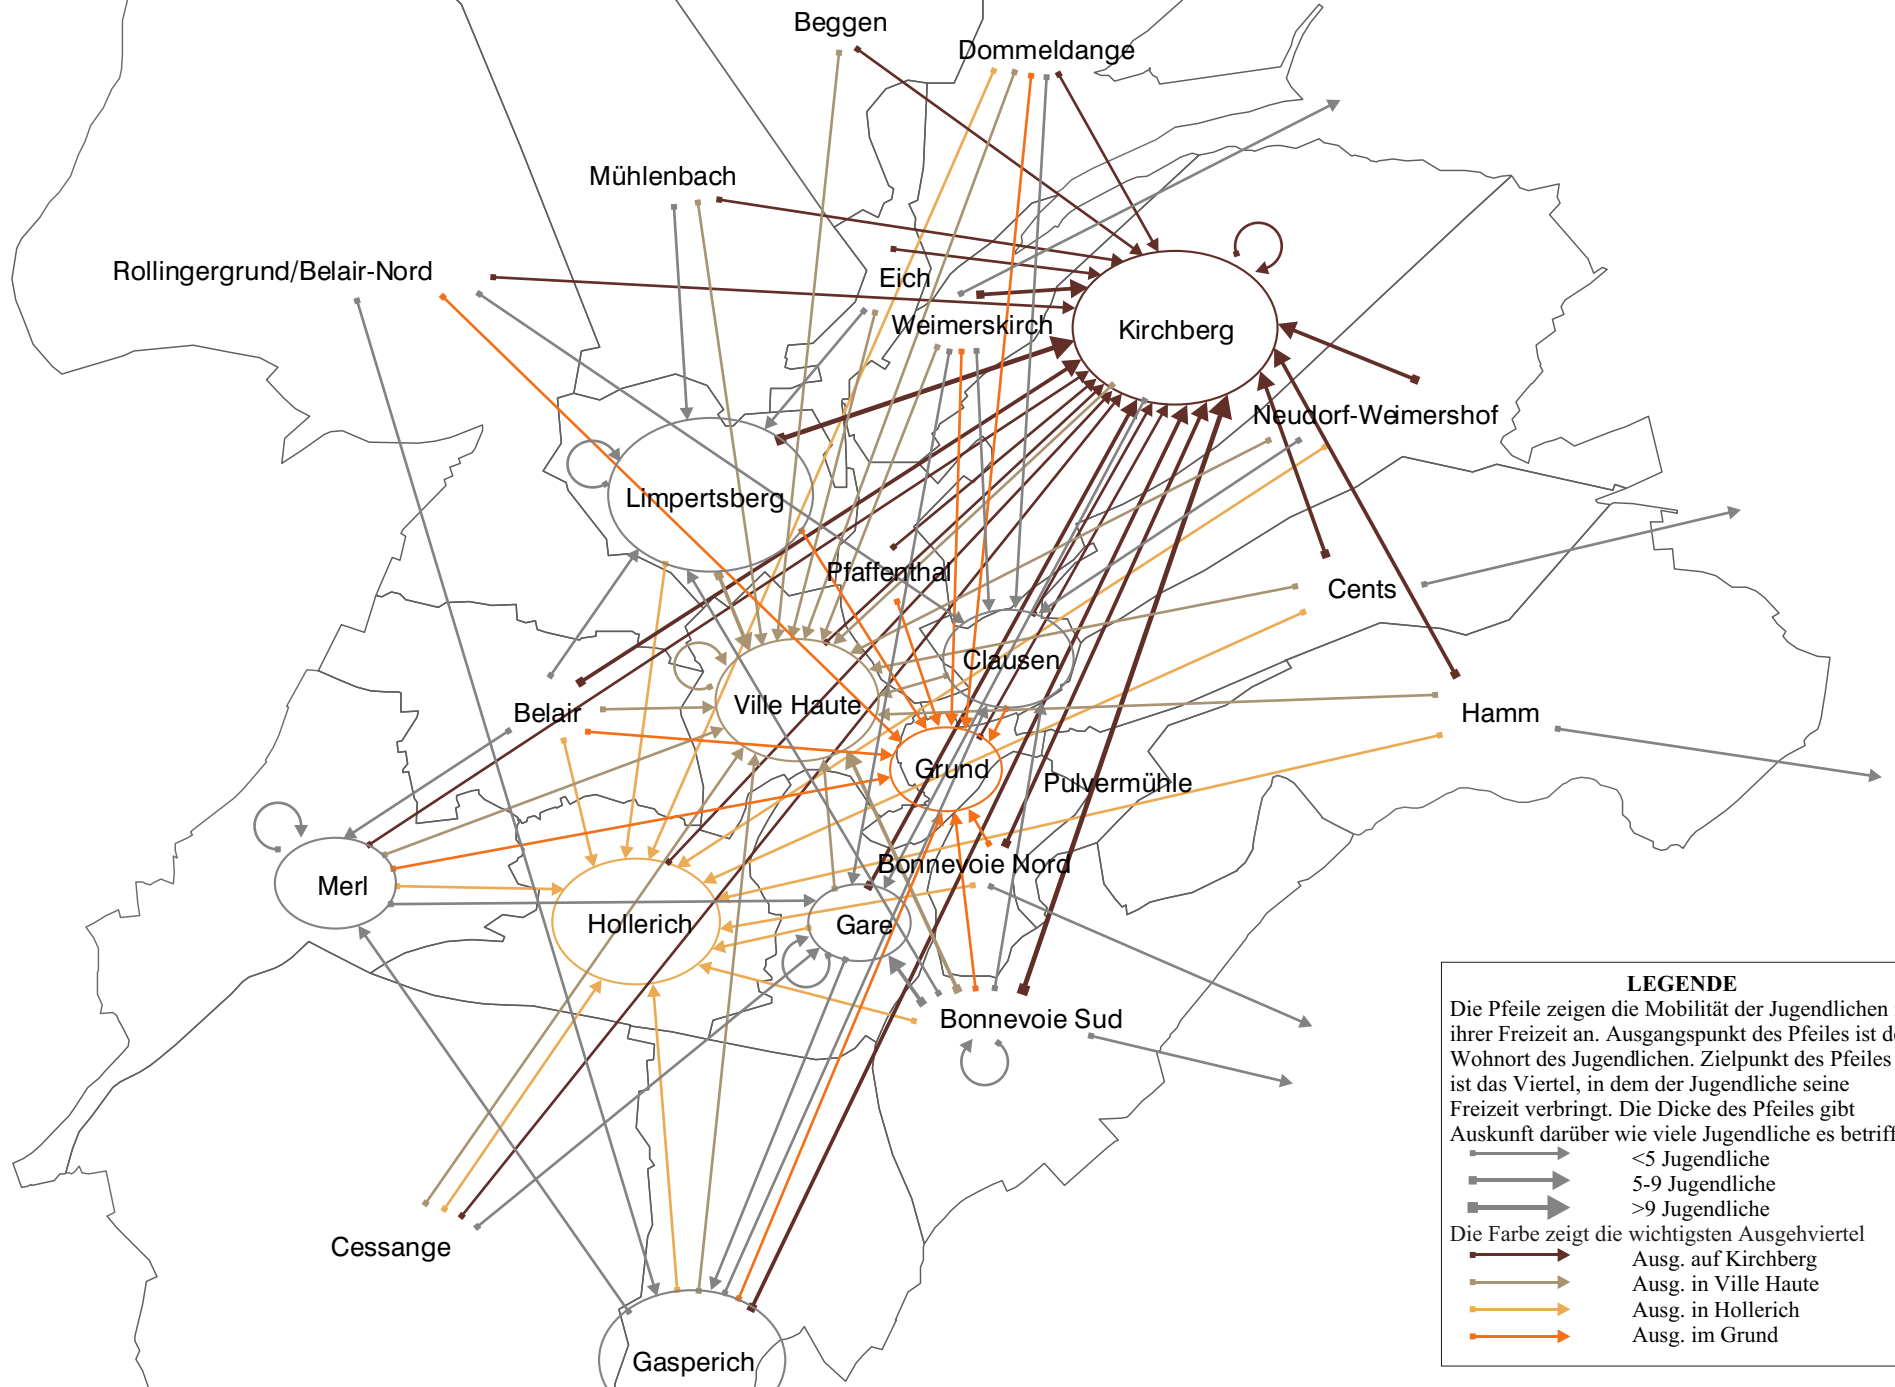 Beggen
Dommeldange
Mühlenbach
Rollingergrund/Belair-Nord
Eich
Weimerskirch
Kirchberg
Neudorf-Weimershof
Limpertsberg
Pfaffenthal
Cents
Clausen
Ville Haute
Belair
Hamm
Grund
Pulvermühle
Bonnevoie Nord
Merl
Hollerich
Gare
Bonnevoie Sud
Cessange
Gasperich
LEGENDE
Die Pfeile zeigen die Mobilität der Jugendlichen
ihrer Freizeit an. Ausgangspunkt des Pfeiles ist
Wohnort des Jugendlichen. Zielpunkt des Pfeiles
ist das Viertel, in dem der Jugendliche seine
Freizeit verbringt. Die Dicke des Pfeiles gibt
Auskunft darüber wie viele Jugendliche es
<5 Jugendliche
5-9 Jugendliche
>9 Jugendliche
Die Farbe zeigt die wichtigsten Ausgehviertel
Ausg. auf Kirchberg
Ausg. in Ville Haute
Ausg. in Hollerich
Ausg. im Grund